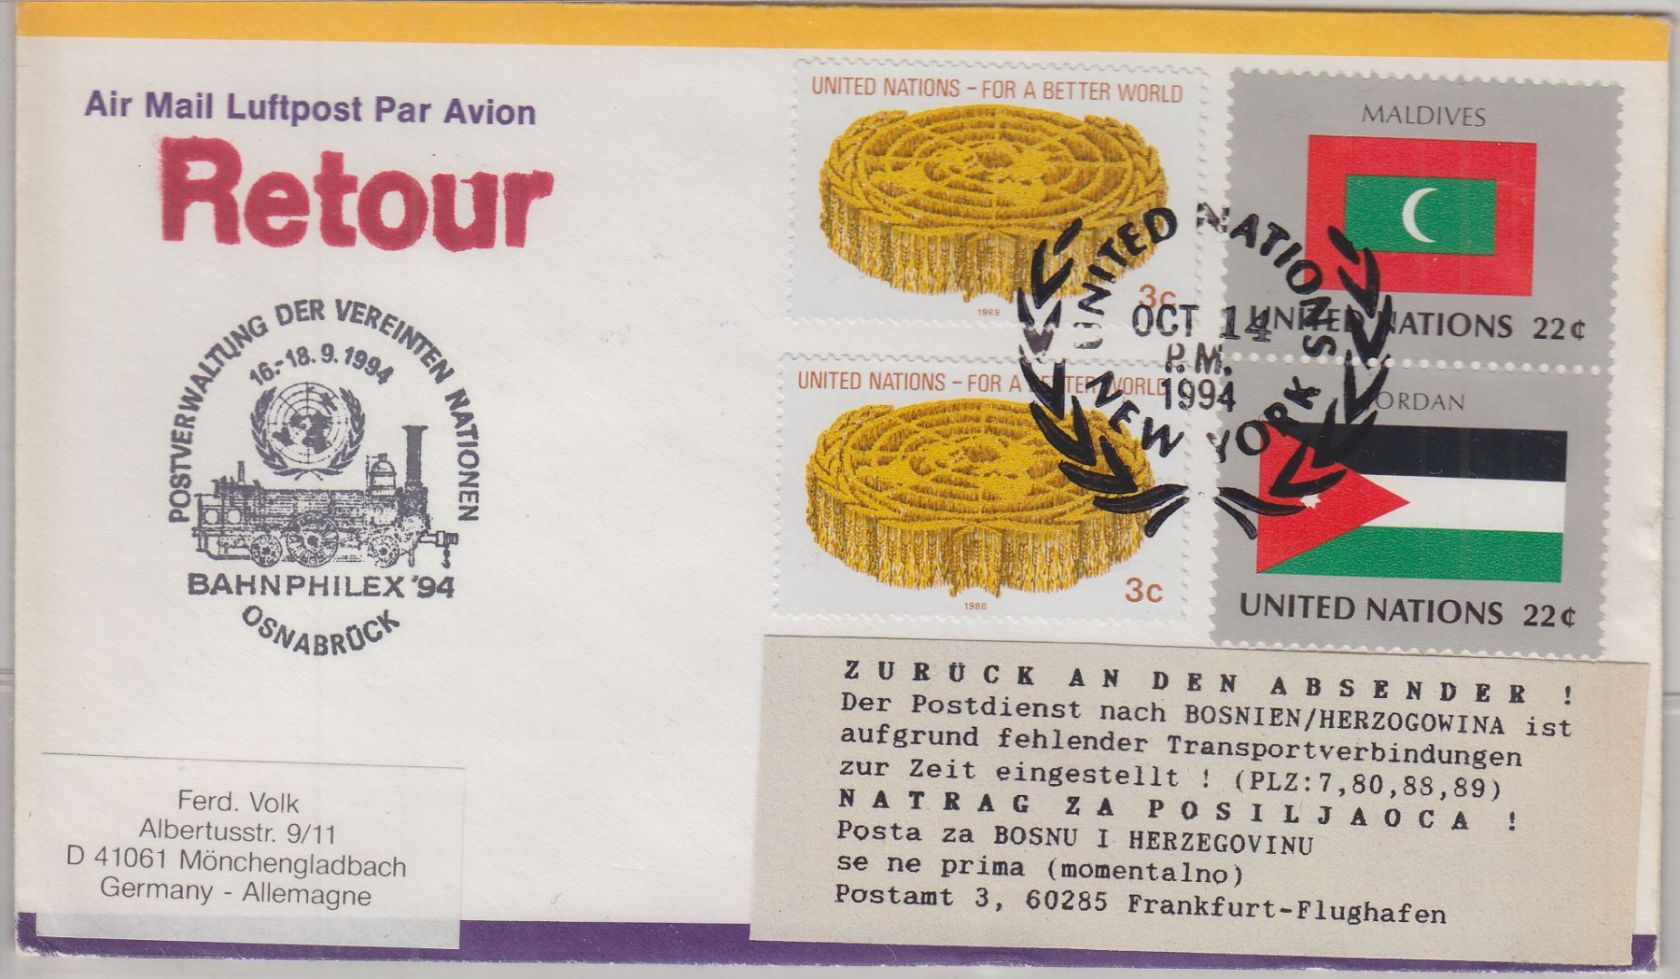 Air Mail Luftpost Par Avion
Retour
POSTVERWALTUNG DER VEREINTEN NATIONEN
16.-18.9.1994
BAHNPHILEX '94
OSNABRÜCK
Ferd. Volk
Albertusstr. 9/11
D 41061 Mönchengladbach
Germany - Allemagne
UNITED NATIONS – FOR A BETTER WORLD
3c
1988
MALDIVES
UNITED NATIONS 22¢
UNITED NATIONS – FOR A BETTER WORLD
3c
1988
JORDAN
UNITED NATIONS 22¢
UNITED NATIONS
OCT 14
P.M.
1994
NEW YORK
ZURÜCK AN DEN ABSENDER !
Der Postdienst nach BOSNIEN/HERZOGOWINA ist
aufgrund fehlender Transportverbindungen
zur Zeit eingestellt ! (PLZ:7,80,88,89)
NATRAG ZA POSILJAOCA !
Posta za BOSNU I HERZEGOVINU
se ne prima (momentalno)
Postamt 3, 60285 Frankfurt-Flughafen